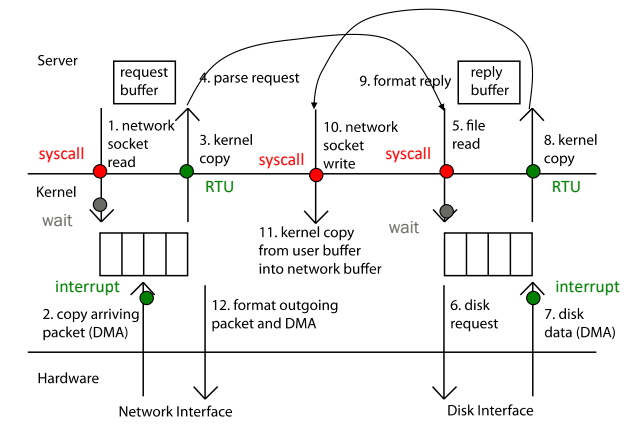 Server
request
buffer
4. parse request
9. format reply
reply
buffer
1. network
socket
read
3. kernel
copy
10. network
socket
write
5. file
read
8. kernel
copy
syscall
syscall
syscall
RTU
RTU
Kernel
wait
wait
11. kernel copy
from user buffer
into network buffer
interrupt
interrupt
2. copy arriving
packet (DMA)
12. format outgoing
packet and DMA
6. disk
request
7. disk
data (DMA)
Hardware
Network Interface
Disk Interface